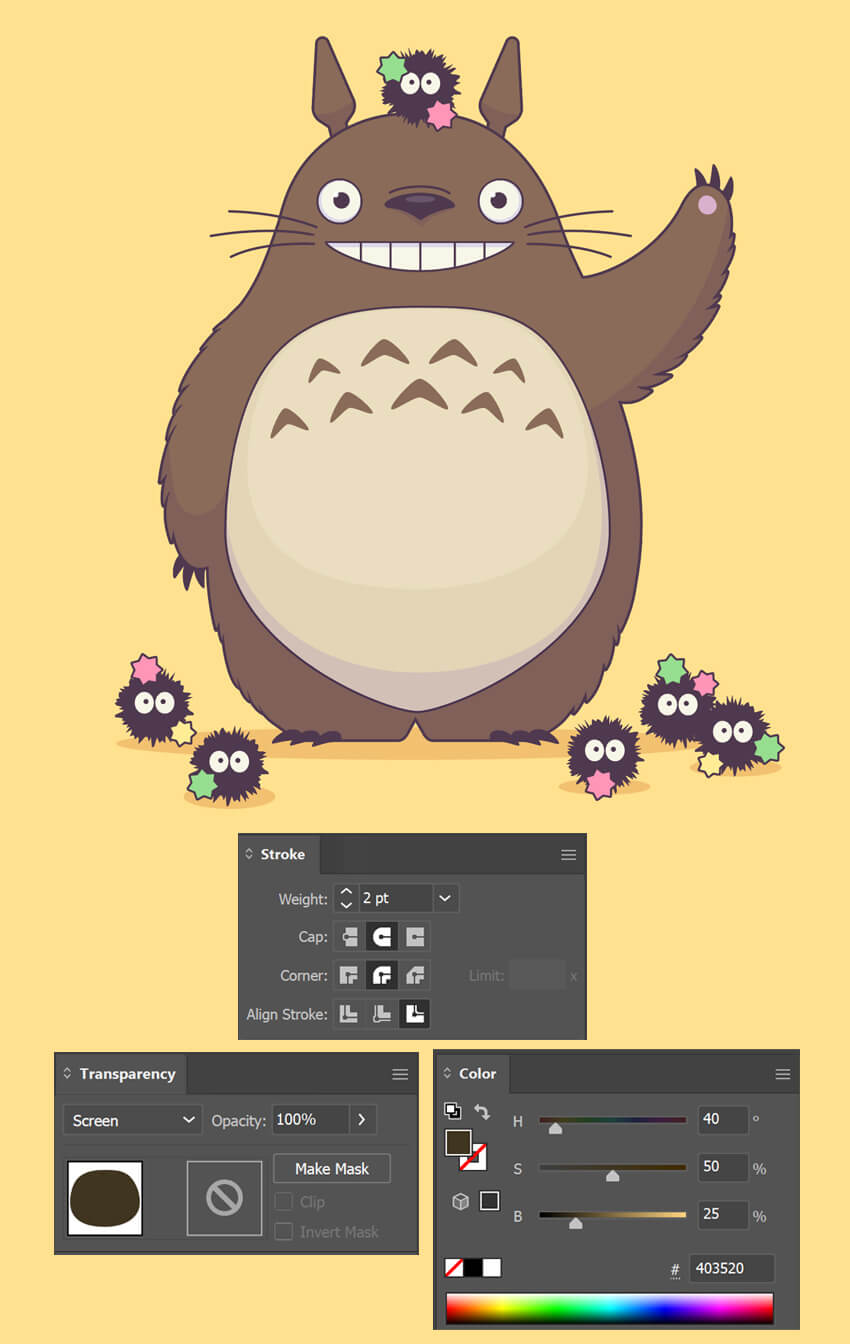 Stroke
Weight: 2 pt
Cap:
Corner: Limit: x
Align Stroke:
Transparency
Screen Opacity: 100%
Make Mask
Clip
Invert Mask
Color
H 40 °
S 50 %
B 25 %
# 403520